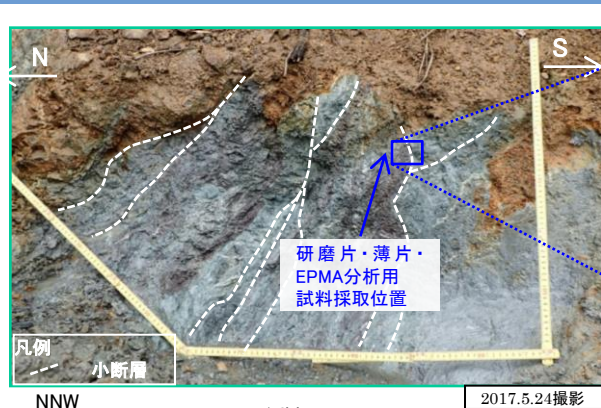 N
S
研磨片・薄片・
EPMA分析用
試料採取位置
凡例
小断層
NNW
2017.5.24撮影